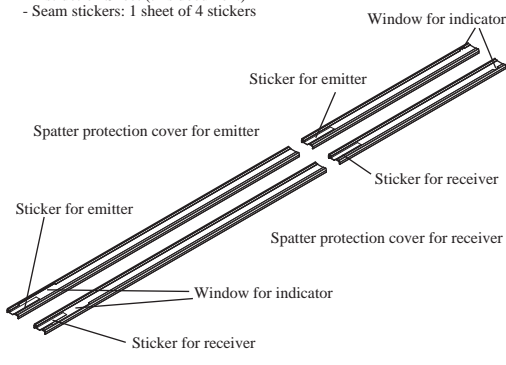 - Seam stickers: 1 sheet of 4 stickers
Window for indicator
Sticker for emitter
Spatter protection cover for emitter
Sticker for receiver
Sticker for emitter
Spatter protection cover for receiver
Window for indicator
Sticker for receiver